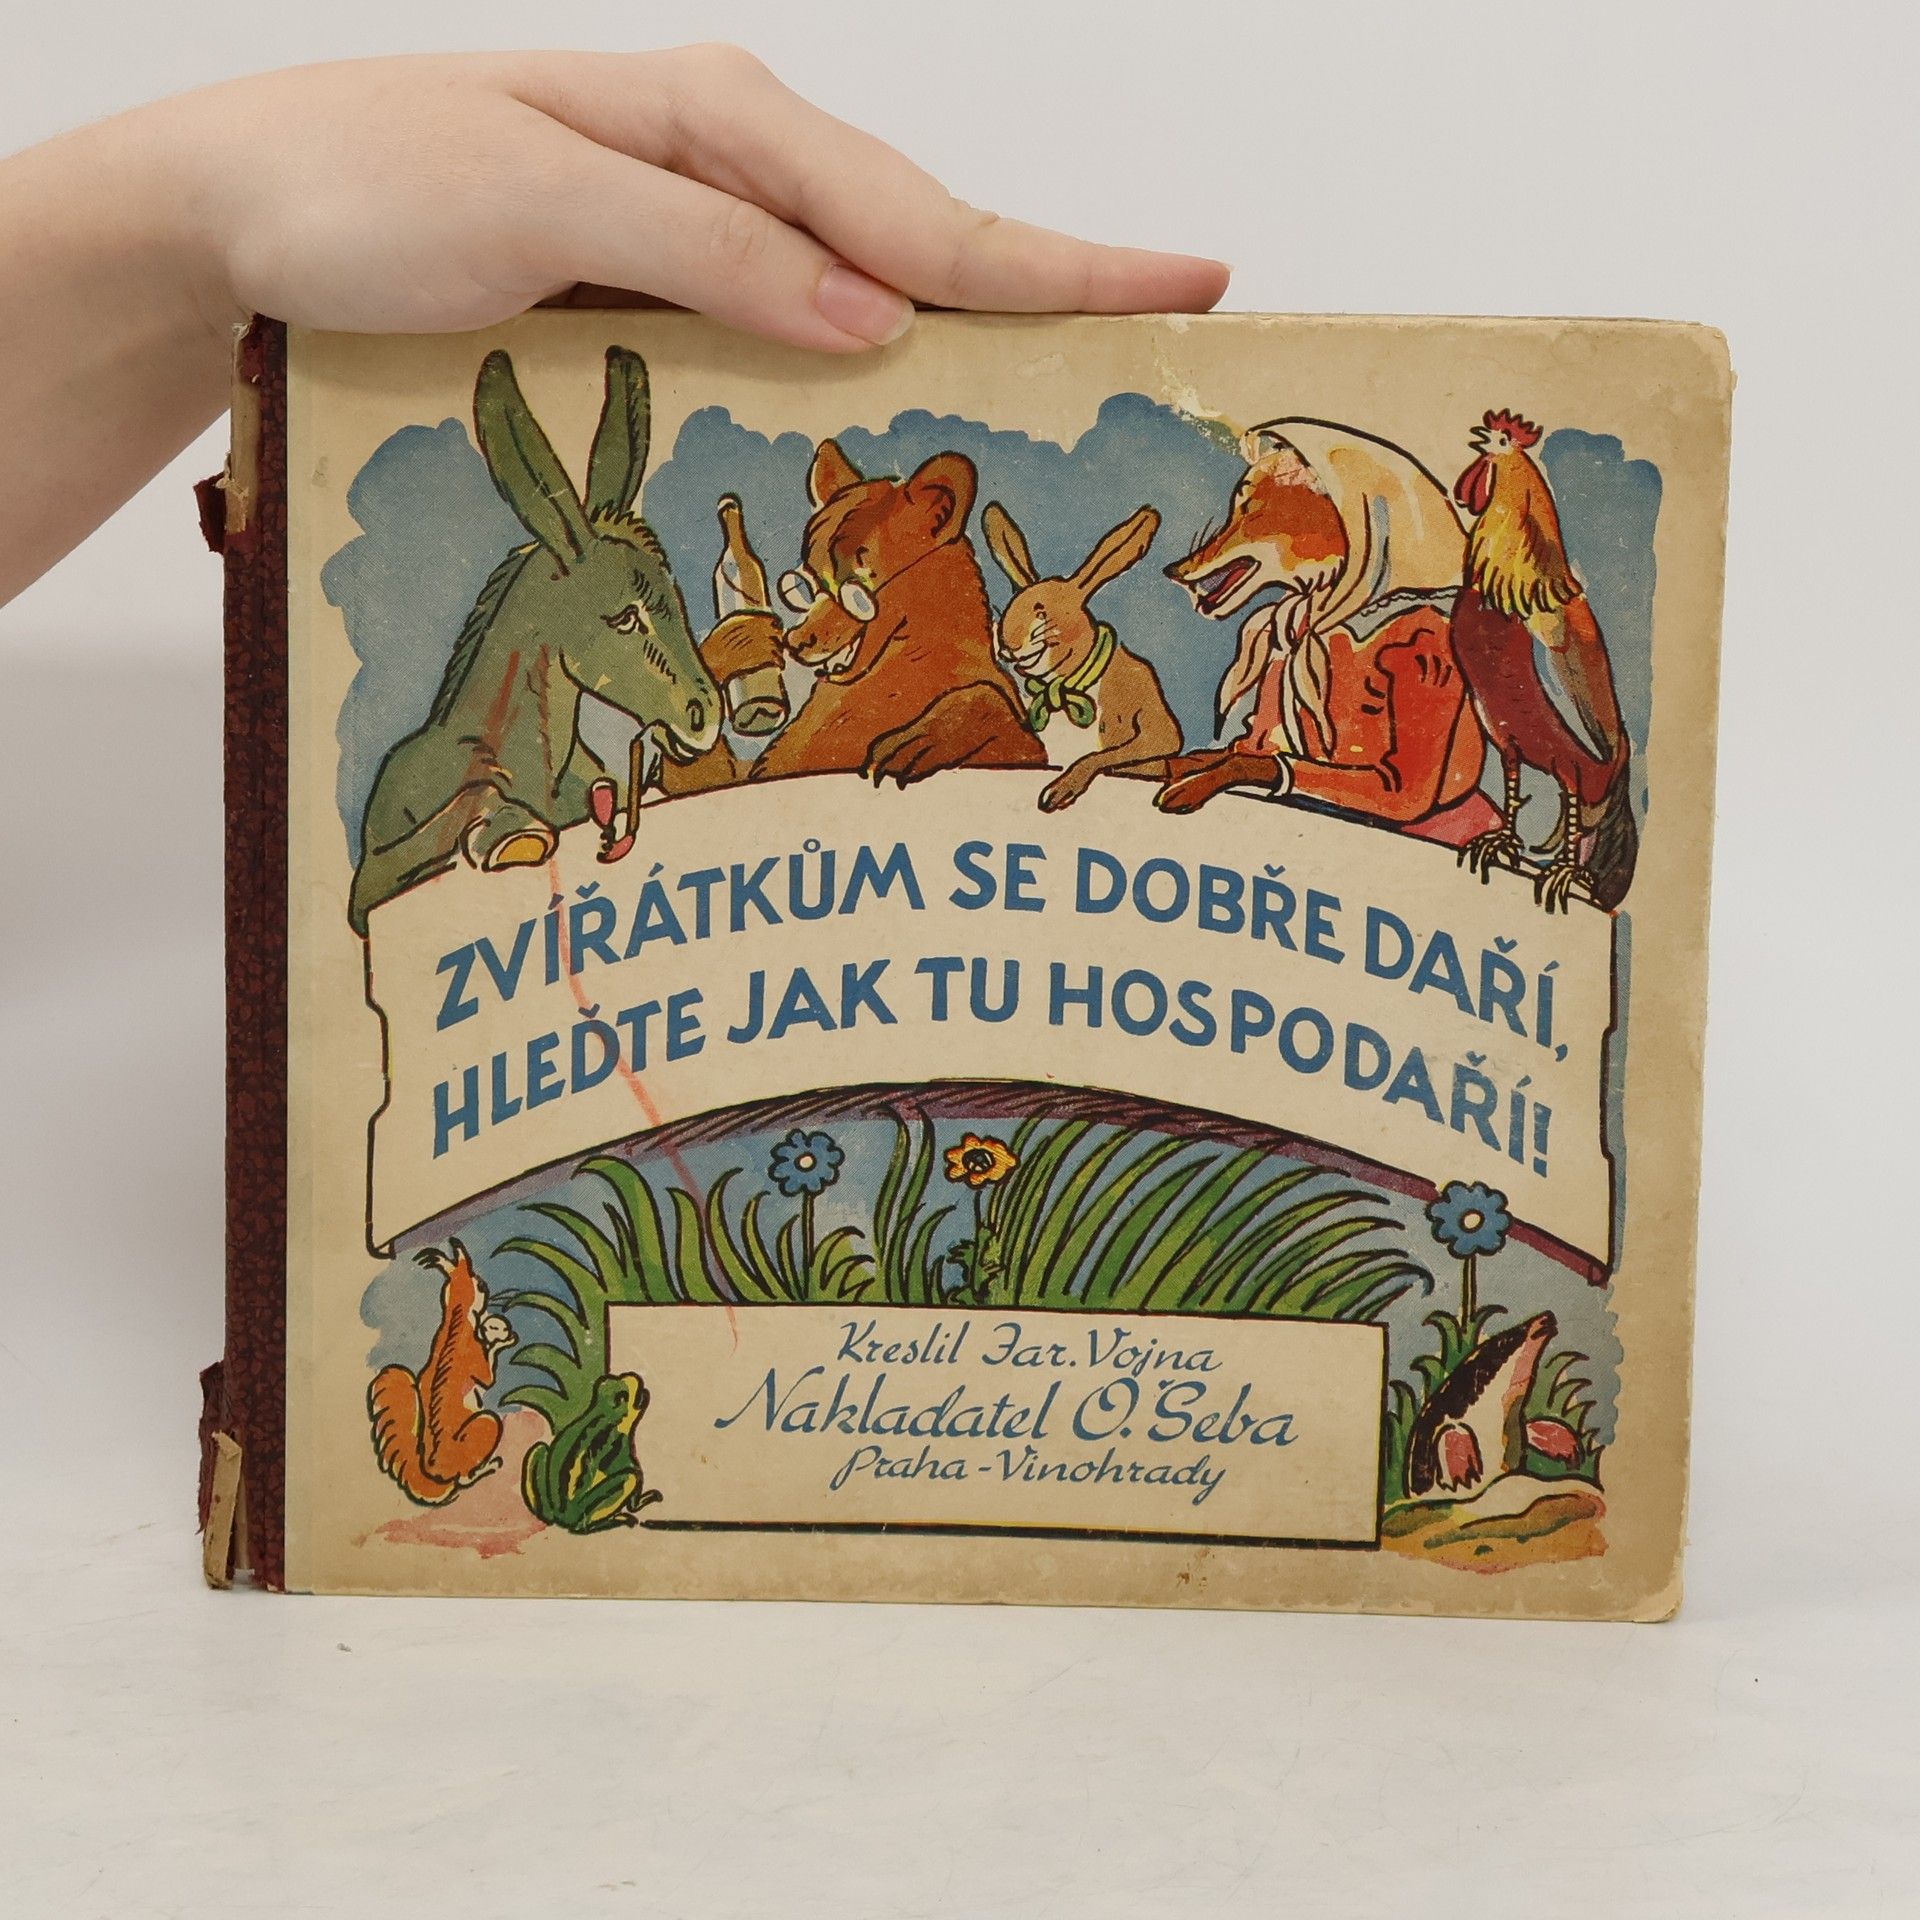 ZVÍŘÁTKŮM SE DOBŘE DAŘÍ,
HLEĎTE JAK TU HOSPODAŘÍ!
Kreslil Jar. Vojna
Nakladatel O. Šeba
Praha-Vinohrady